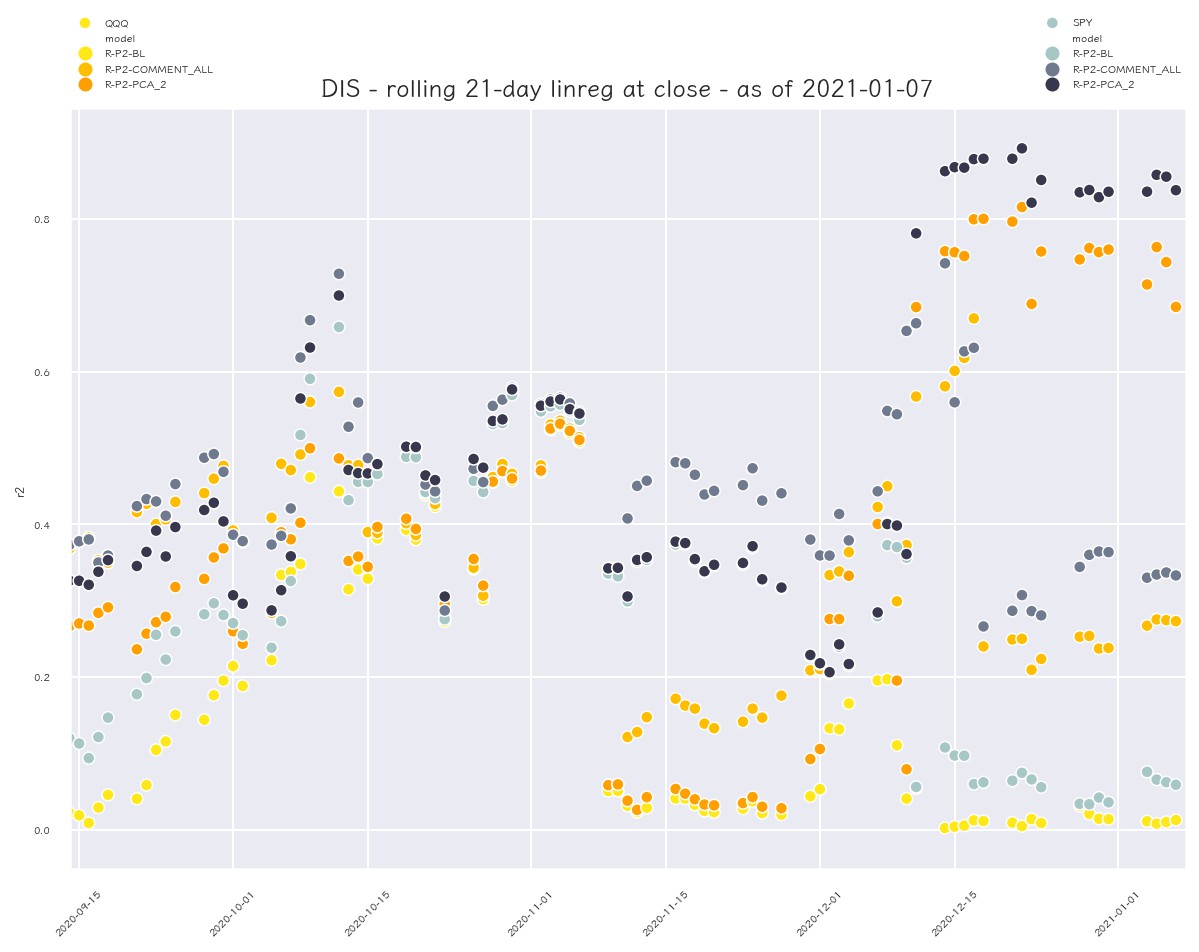 QQQ
model
R-P2-BL
R-P2-COMMENT_ALL
R-P2-PCA_2
SPY
model
R-P2-BL
R-P2-COMMENT_ALL
R-P2-PCA_2
DIS - rolling 21-day linreg at close - as of 2021-01-07
r2
0.8
0.6
0.4
0.2
0.0
2020-09-15
2020-10-01
2020-10-15
2020-11-01
2020-11-15
2020-12-01
2020-12-15
2021-01-01